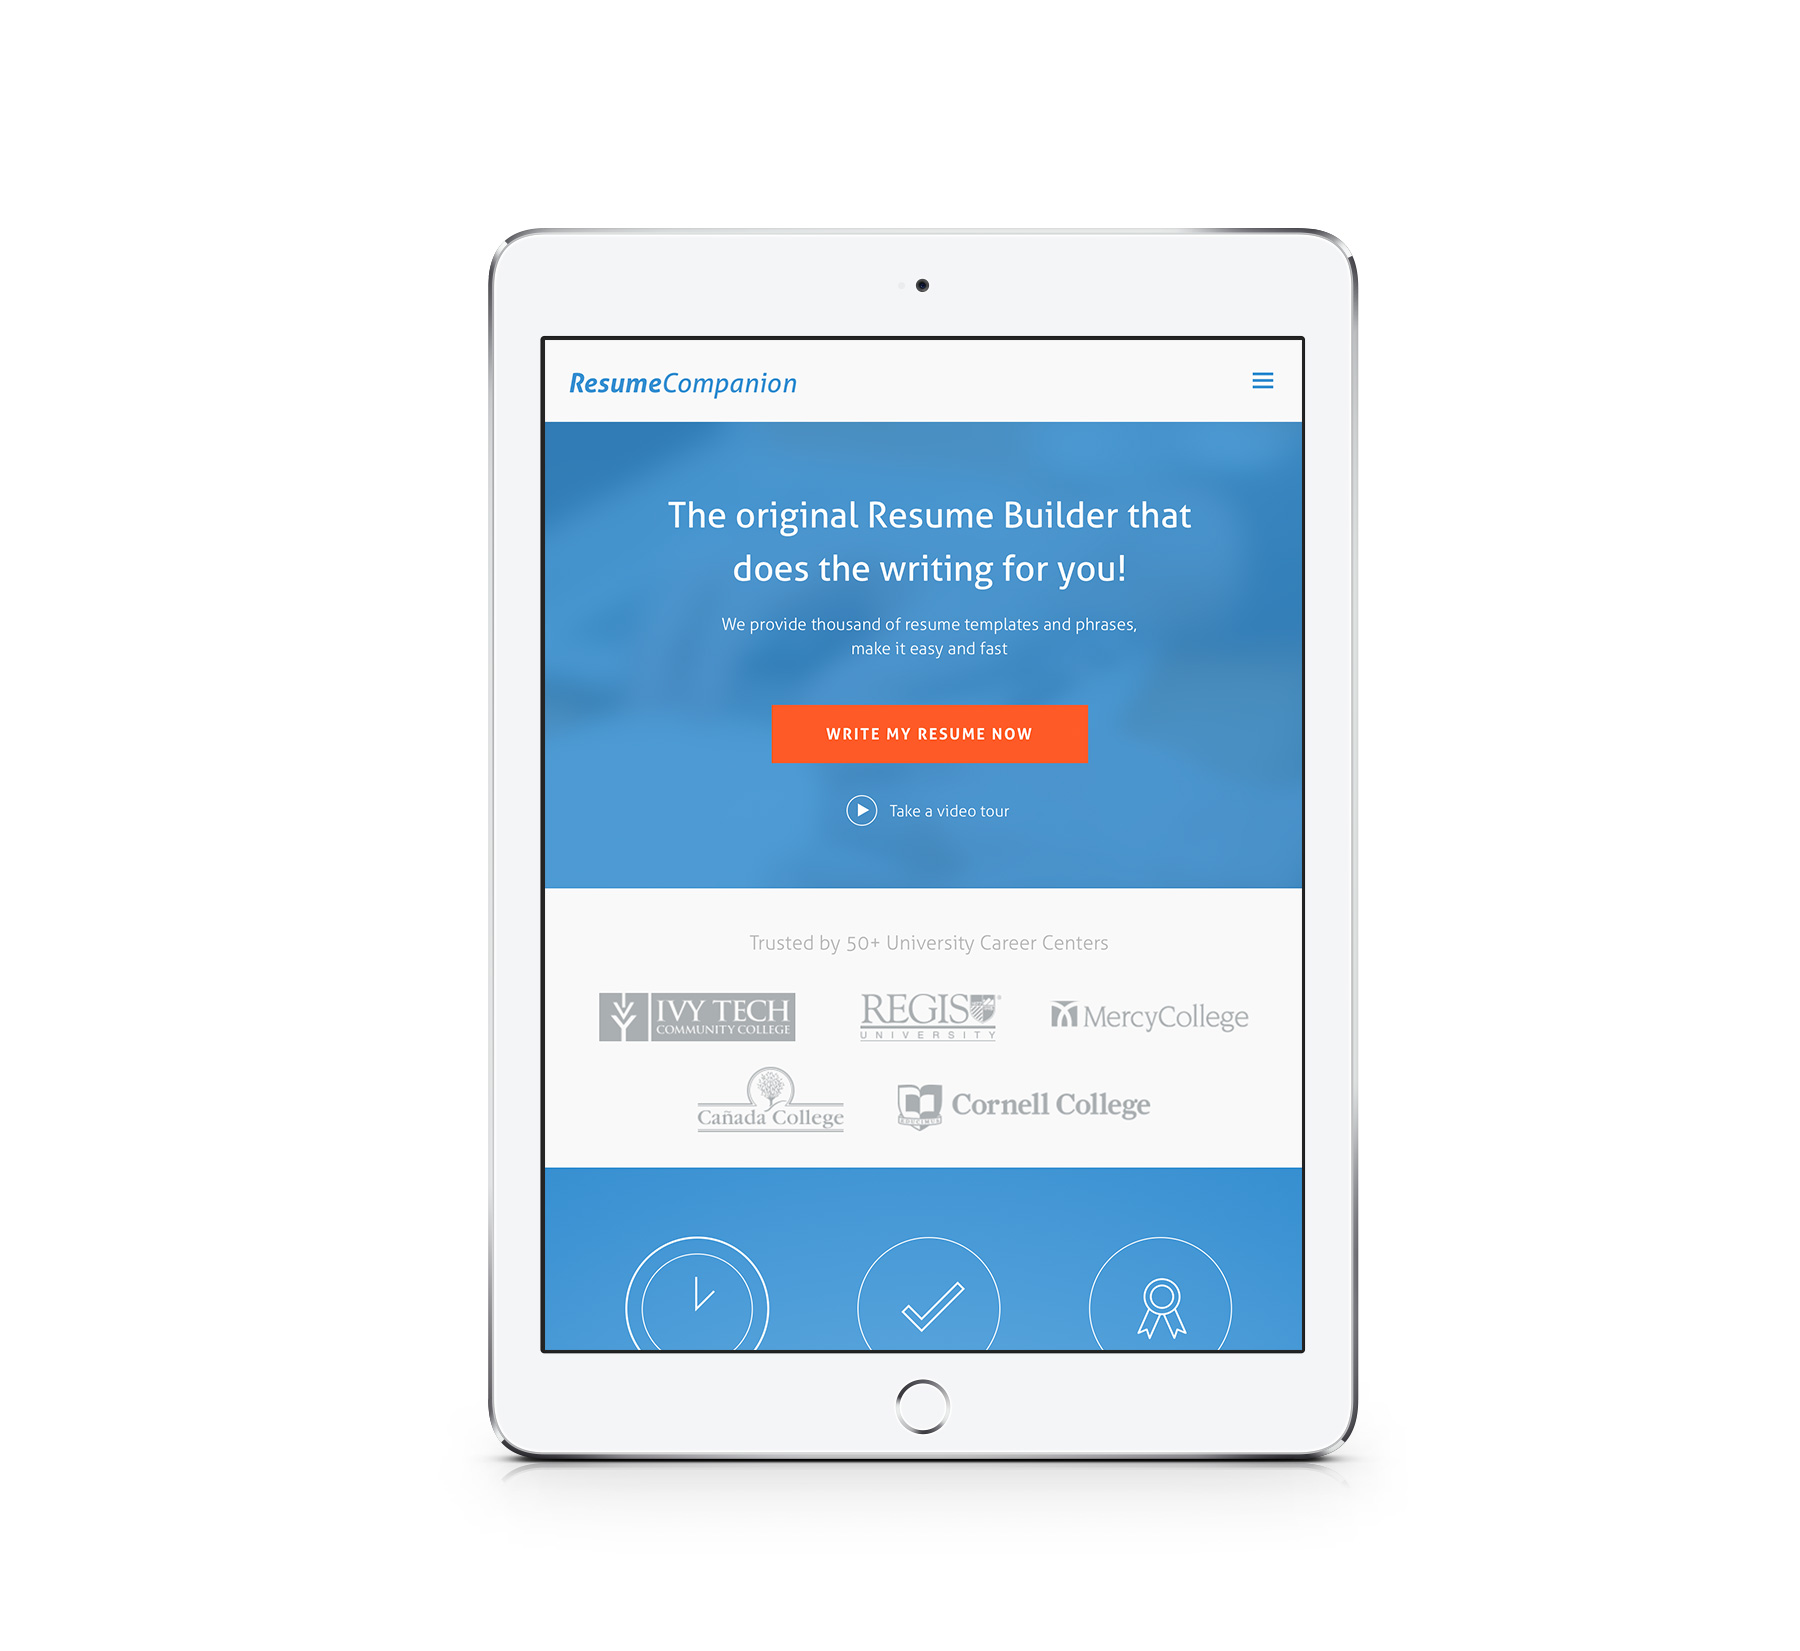 ResumeCompanion
The original Resume Builder that
does the writing for you!
We provide thousand of resume templates and phrases,
make it easy and fast
WRITE MY RESUME NOW
Take a video tour
Trusted by 50+ University Career Centers
IVY TECH
COMMUNITY COLLEGE
REGIS
UNIVERSITY
MercyCollege
Cañada College
Cornell College